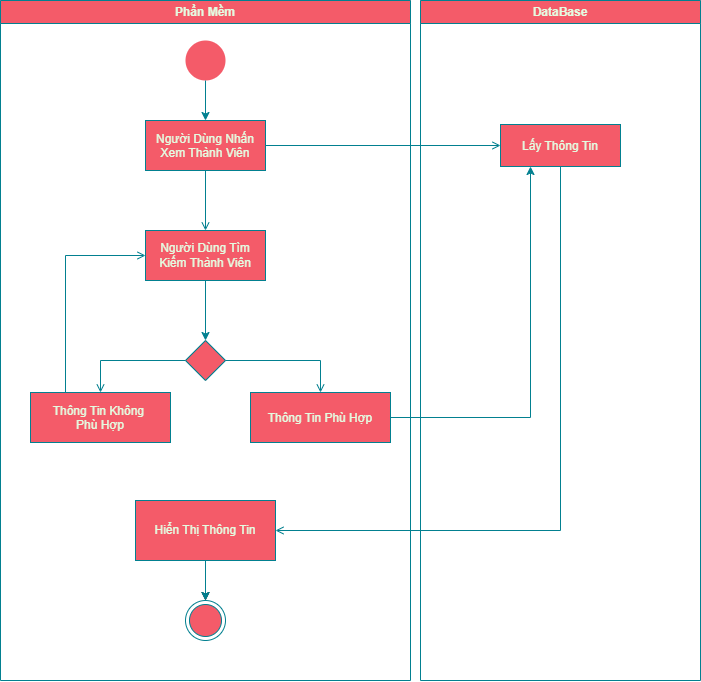 Phần Mềm
DataBase
Người Dùng Nhấn
Xem Thành Viên
Lấy Thông Tin
Người Dùng Tìm
Kiếm Thành Viên
Thông Tin Không
Phù Hợp
Thông Tin Phù Hợp
Hiển Thị Thông Tin